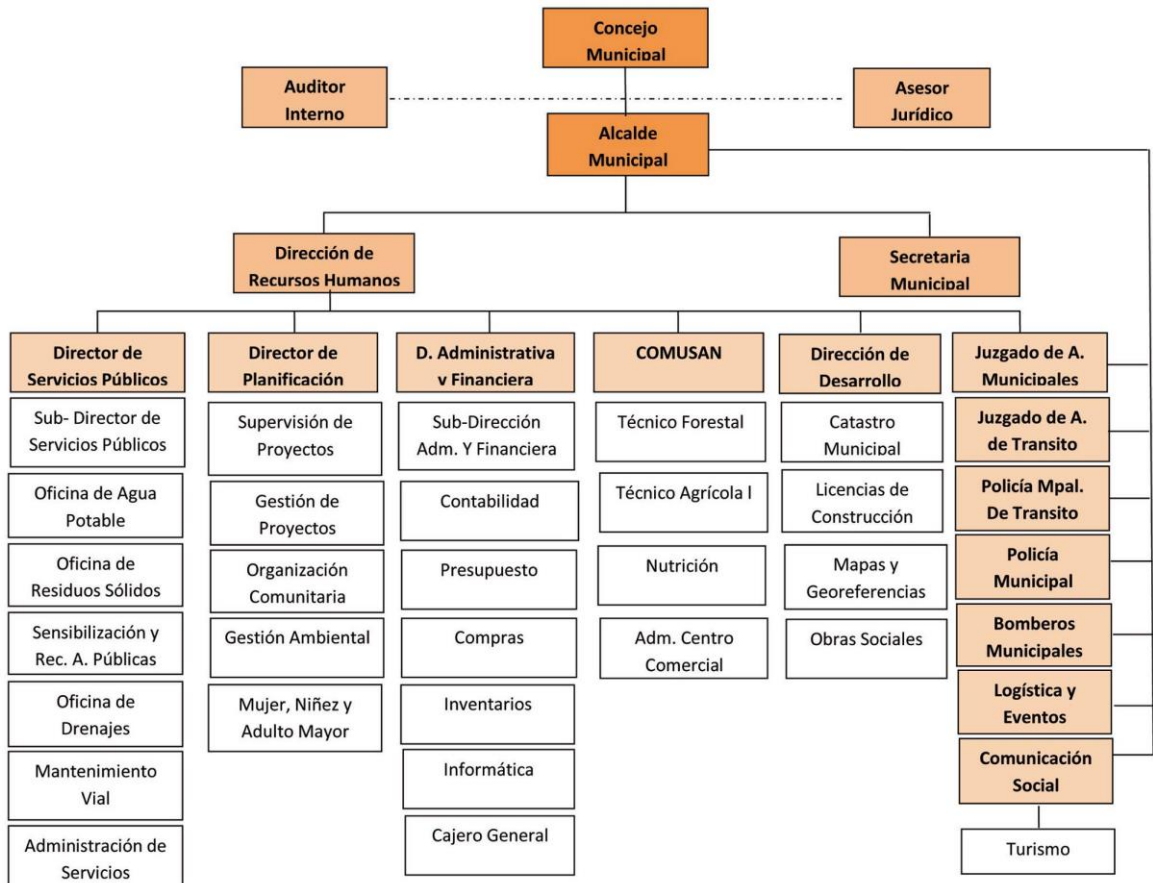 Concejo
Municipal
Auditor
Interno
Asesor
Jurídico
Alcalde
Municipal
Dirección de
Recursos Humanos
Secretaria
Municipal
Director de
Servicios Públicos
Sub- Director de
Servicios Públicos
Oficina de Agua
Potable
Oficina de
Residuos Sólidos
Sensibilización y
Rec. A. Públicas
Oficina de
Drenajes
Mantenimiento
Vial
Administración de
Servicios
Director de
Planificación
Supervisión de
Proyectos
Gestión de
Proyectos
Organización
Comunitaria
Gestión Ambiental
Mujer, Niñez y
Adulto Mayor
D. Administrativa
y Financiera
Sub-Dirección
Adm. Y Financiera
Contabilidad
Presupuesto
Compras
Inventarios
Informática
Cajero General
COMUSAN
Técnico Forestal
Técnico Agrícola l
Nutrición
Adm. Centro
Comercial
Dirección de
Desarrollo
Catastro
Municipal
Licencias de
Construcción
Mapas y
Georeferencias
Obras Sociales
Juzgado de A.
Municipales
Juzgado de A.
de Transito
Policía Mpal.
De Transito
Policía
Municipal
Bomberos
Municipales
Logística y
Eventos
Comunicación
Social
Turismo